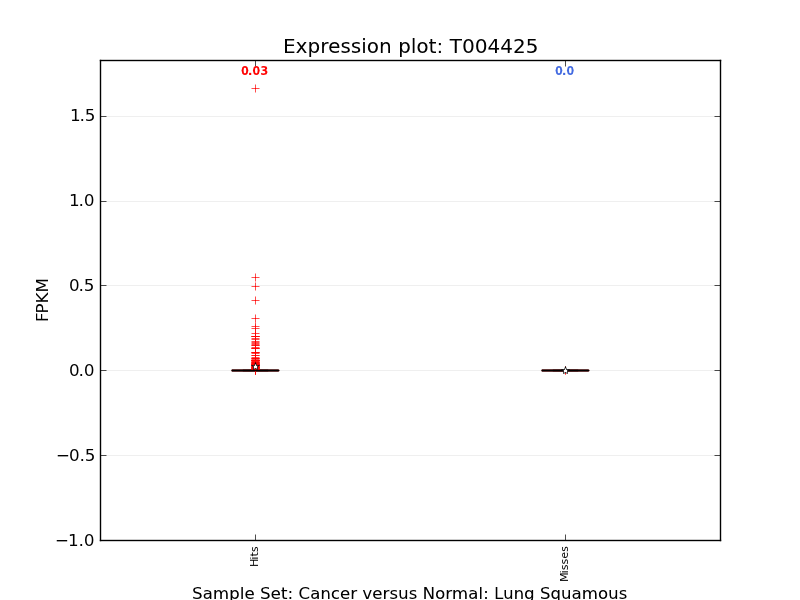 Expression plot: T004425
0.03
0.0
1.5
1.0
0.5
0.0
−0.5
−1.0
FPKM
Hits
Misses
Sample Set: Cancer versus Normal: Lung Squamous